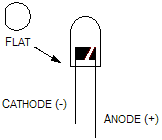 FLAT
CATHODE (-)
ANODE (+)